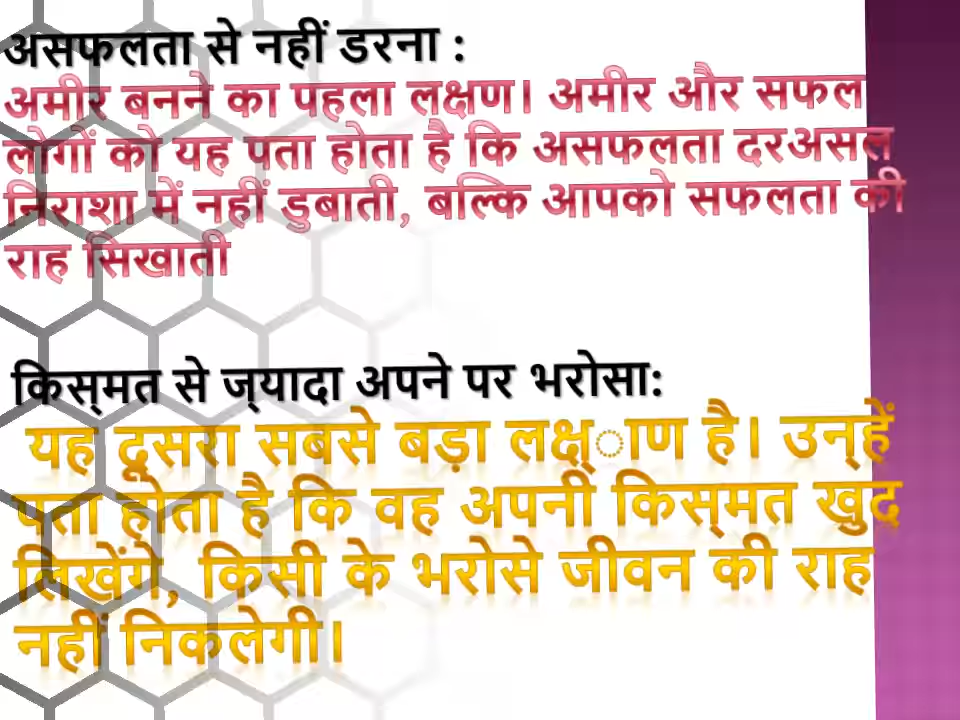 असफलता से नहीं डरना :
अमीर बनने का पहला लक्षण। अमीर और सफल
लोगों को यह पता होता है कि असफलता दरअसल
निराशा में नहीं डुबाती, बल्कि आपको सफलता की
राह सिखाती
किस्‌मत से ज्‌यादा अपने पर भरोसा:
यह दूसरा सबसे बड़ा लक्ष्‌ाण है। उन्‌हें
पता होता है कि वह अपनी किस्‌मत खुद
लिखेंगे, किसी के भरोसे जीवन की राह
नहीं निकलेगी।